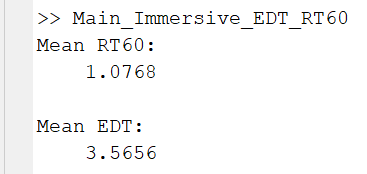 >> Main_Immersive_EDT_RT60
Mean RT60:
1.0768
Mean EDT:
3.5656